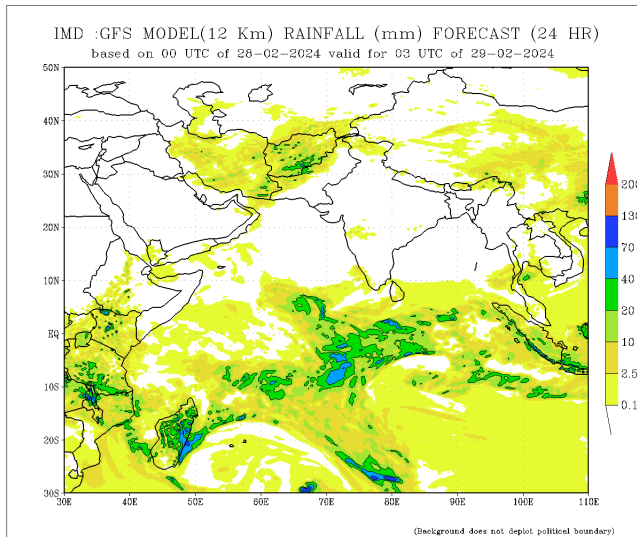 IMD :GFS MODEL(12 Km) RAINFALL (mm) FORECAST (24 HR)
based on 00 UTC of 28-02-2024 valid for 03 UTC of 29-02-2024
50N
40N
30N
20N
10N
EQ
10S
20S
30S
30E 40E 50E 60E 70E 80E 90E 100E 110E
200
130
70
40
20
10
2.5
0.1
(Background does not depict political boundary)